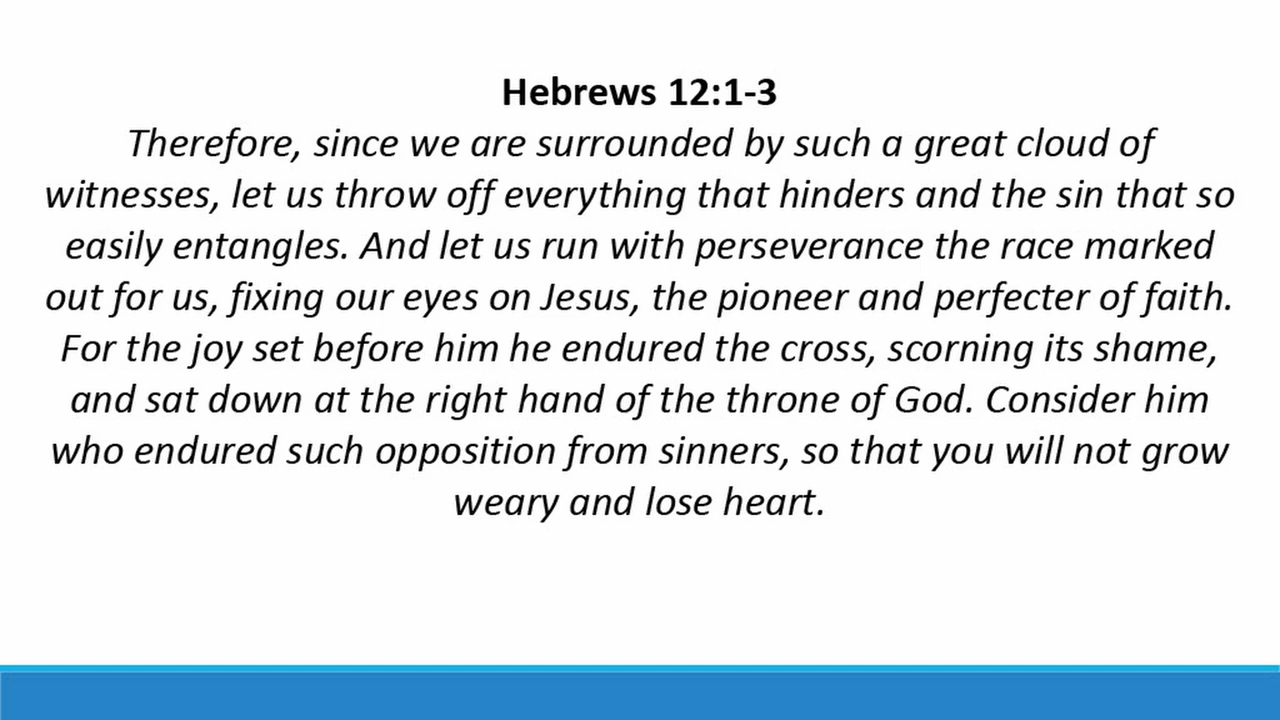 Hebrews 12:1-3
Therefore, since we are surrounded by such a great cloud of
witnesses, let us throw off everything that hinders and the sin that so
easily entangles. And let us run with perseverance the race marked
out for us, fixing our eyes on Jesus, the pioneer and perfecter of faith.
For the joy set before him he endured the cross, scorning its shame,
and sat down at the right hand of the throne of God. Consider him
who endured such opposition from sinners, so that you will not grow
weary and lose heart.